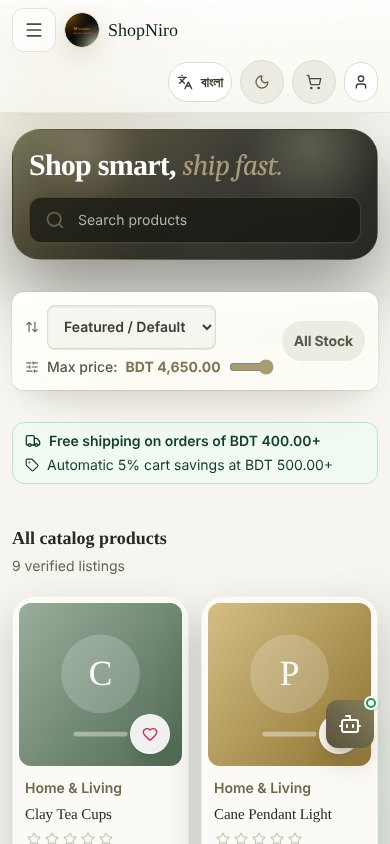 ShopNiro
বাংলা
Shop smart, ship fast.
Search products
Featured / Default
All Stock
Max price: BDT 4,650.00
Free shipping on orders of BDT 400.00+
Automatic 5% cart savings at BDT 500.00+
All catalog products
9 verified listings
C
P
Home & Living
Home & Living
Clay Tea Cups
Cane Pendant Light